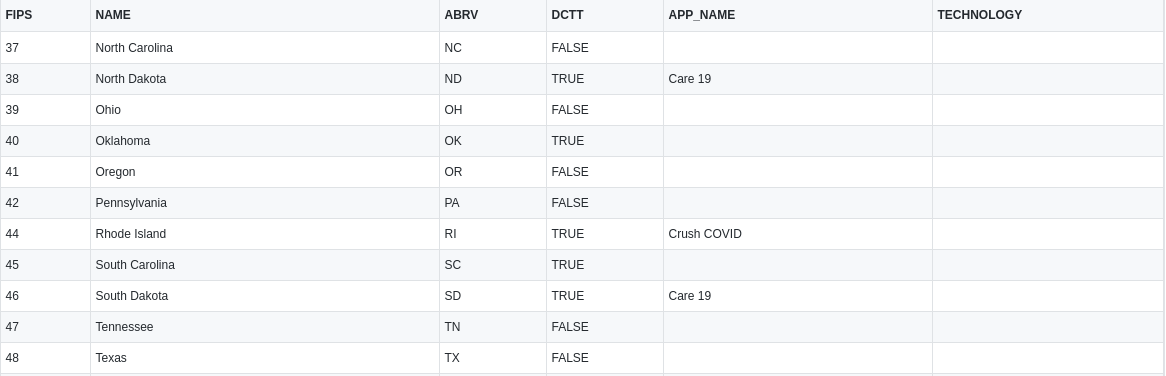 FIPS NAME ABRV DCTT APP_NAME TECHNOLOGY
37 North Carolina NC FALSE
38 North Dakota ND TRUE Care 19
39 Ohio OH FALSE
40 Oklahoma OK TRUE
41 Oregon OR FALSE
42 Pennsylvania PA FALSE
44 Rhode Island RI TRUE Crush COVID
45 South Carolina SC TRUE
46 South Dakota SD TRUE Care 19
47 Tennessee TN FALSE
48 Texas TX FALSE